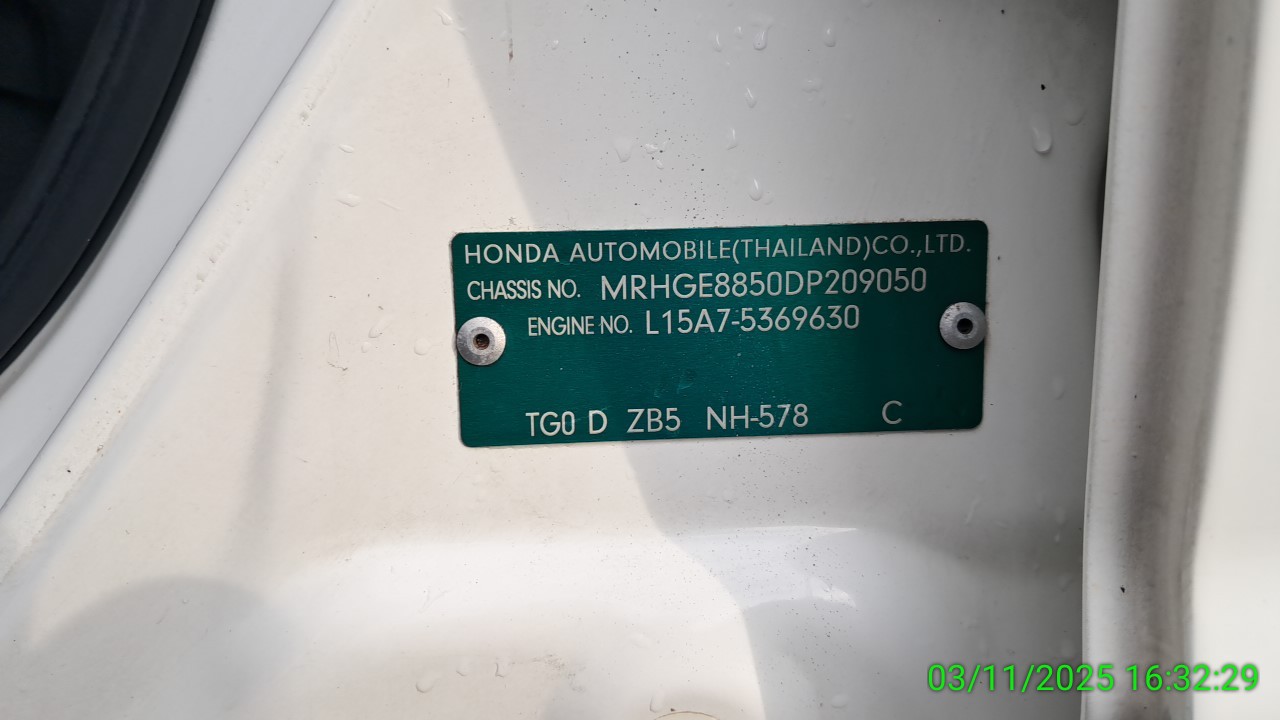 HONDA AUTOMOBILE(THAILAND)CO.,LTD.
CHASSIS NO. MRHGE8850DP209050
ENGINE NO. L15A7-5369630
TG0 D ZB5 NH-578 C
03/11/2025 16:32:29